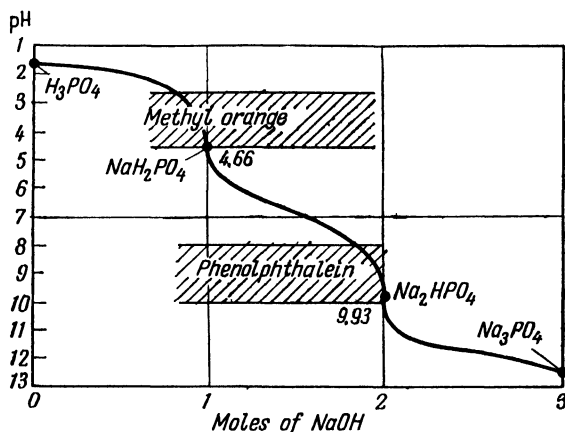 pH
1
2
3
4
5
6
7
8
9
10
11
12
13
H₃PO₄
Methyl orange
4.66
NaH₂PO₄
Phenolphthalein
Na₂HPO₄
9.93
Na₃PO₄
0
1
2
3
Moles of NaOH